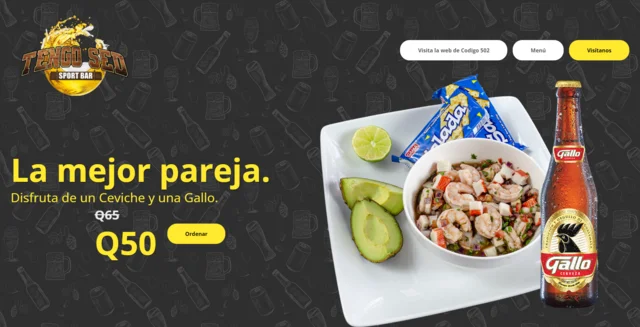 TENGO SED
SPORT BAR
Visita la web de Codigo 502
Menú
Visítanos
La mejor pareja.
Disfruta de un Ceviche y una Gallo.
Q65
Q50
Ordenar
Gallo
Gallo
CERVEZA